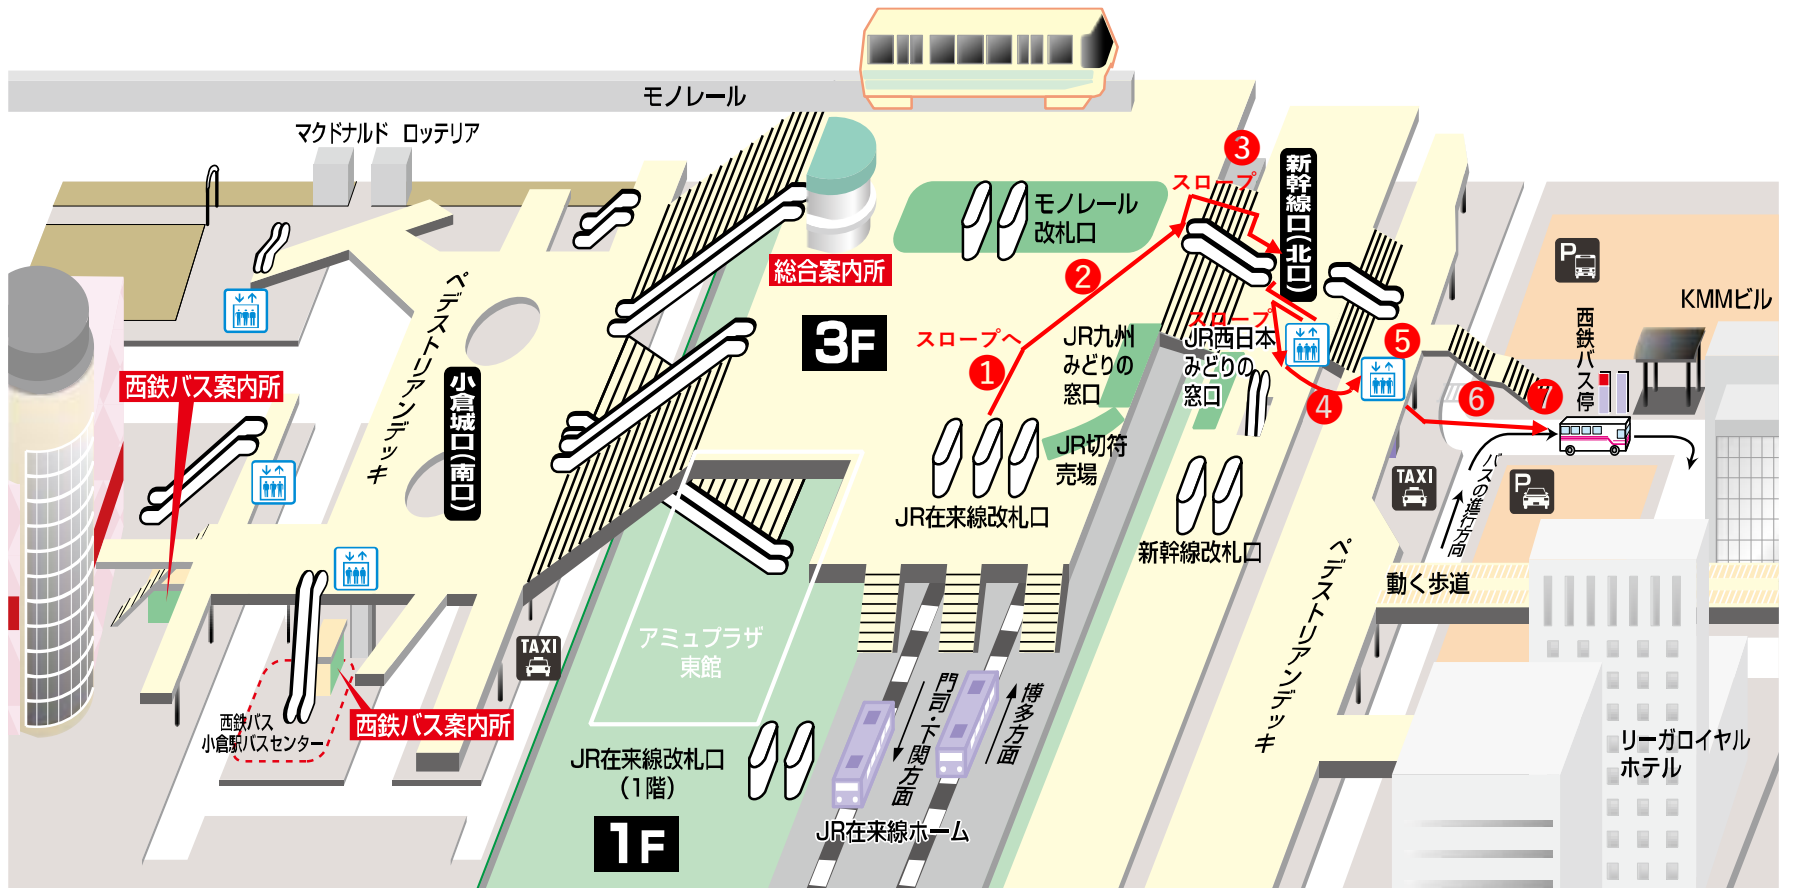 モノレール
マクドナルド
ロッテリア
3
スロープ
新幹線口(北口)
モノレール
改札口
P
総合案内所
2
KMMビル
ペデストリアンデッキ
西鉄バス停
スロープ
3F
スロープへ
JR九州
みどりの
窓口
JR西日本
みどりの
窓口
5
1
西鉄バス案内所
小倉城口(南口)
4
6
7
JR切符
売場
バスの進行方向
TAXI
P
JR在来線改札口
新幹線改札口
ペデストリアンデッキ
動く歩道
TAXI
アミュプラザ
東館
門司・下関方面
博多方面
西鉄バス
小倉駅バスセンター
西鉄バス案内所
リーガロイヤル
ホテル
JR在来線改札口
(1階)
1F
JR在来線ホーム